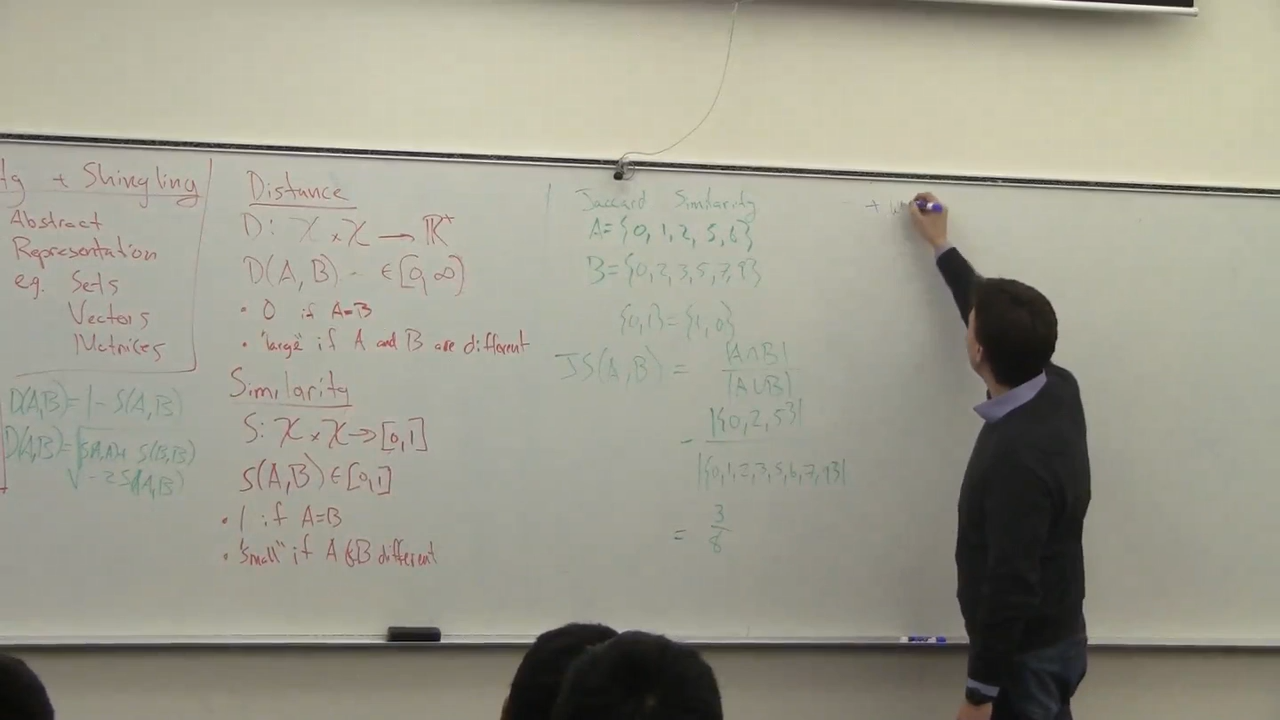 + Shingling
Abstract
Representation
eg. Sets
Vectors
Matrices
D(A,B)=1-S(A,B)
D(A,B)=√S(A,A)+S(B,B)
-2S(A,B)
Distance
D: X × X → ℝ⁺
D(A,B) ∈[0,∞)
• 0 if A=B
• "large" if A and B are different
Similarity
S: X × X → [0,1]
S(A,B) ∈ [0,1]
• 1 if A=B
• "small" if A & B different
Jaccard Similarity
A={0,1,2,5,6}
B={0,2,3,5,7,9}
{0,1}={1,0}
JS(A,B) = |A∩B|
|A∪B|
= |{0,2,5}|
|{0,1,2,3,5,6,7,9}|
= 3
8
+